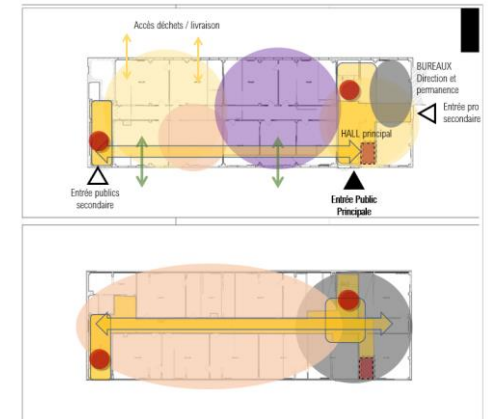 Accès déchets / livraison
BUREAUX
Direction et
permanence
Entrée pro
secondaire
HALL principal
Entrée publics
secondaire
Entrée Public
Principale